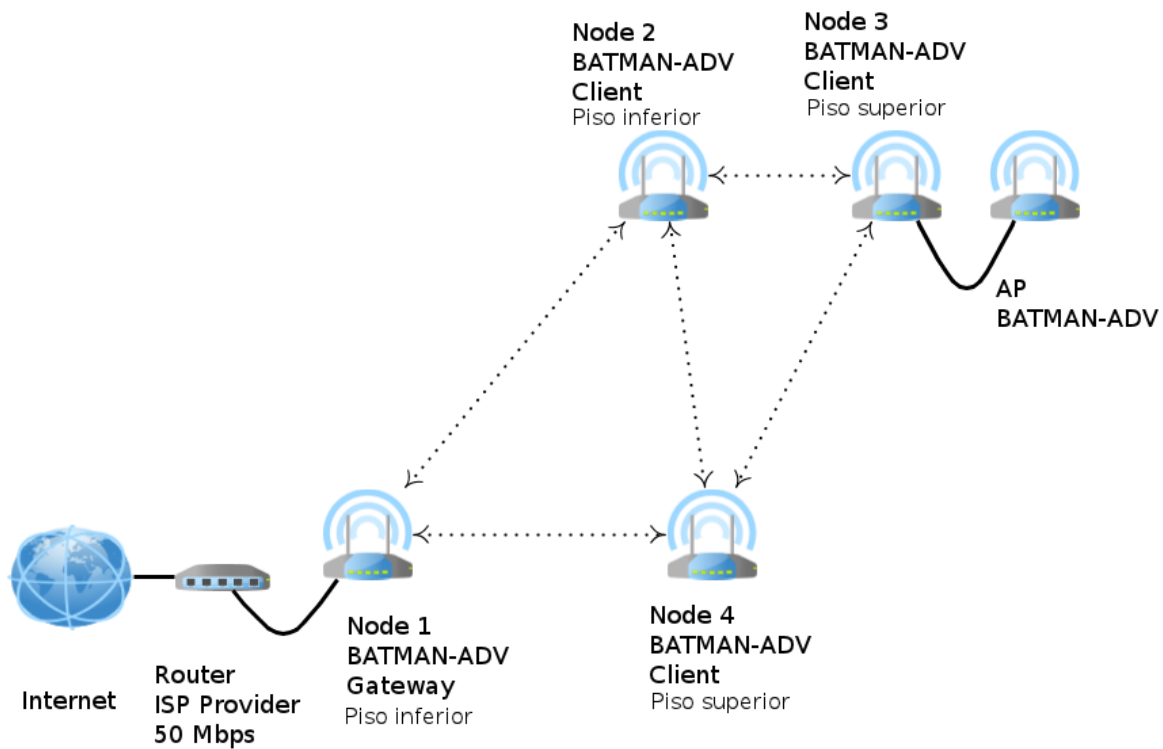 Node 2
BATMAN-ADV
Client
Piso inferior
Node 3
BATMAN-ADV
Client
Piso superior
AP
BATMAN-ADV
Internet
Router
ISP Provider
50 Mbps
Node 1
BATMAN-ADV
Gateway
Piso inferior
Node 4
BATMAN-ADV
Client
Piso superior